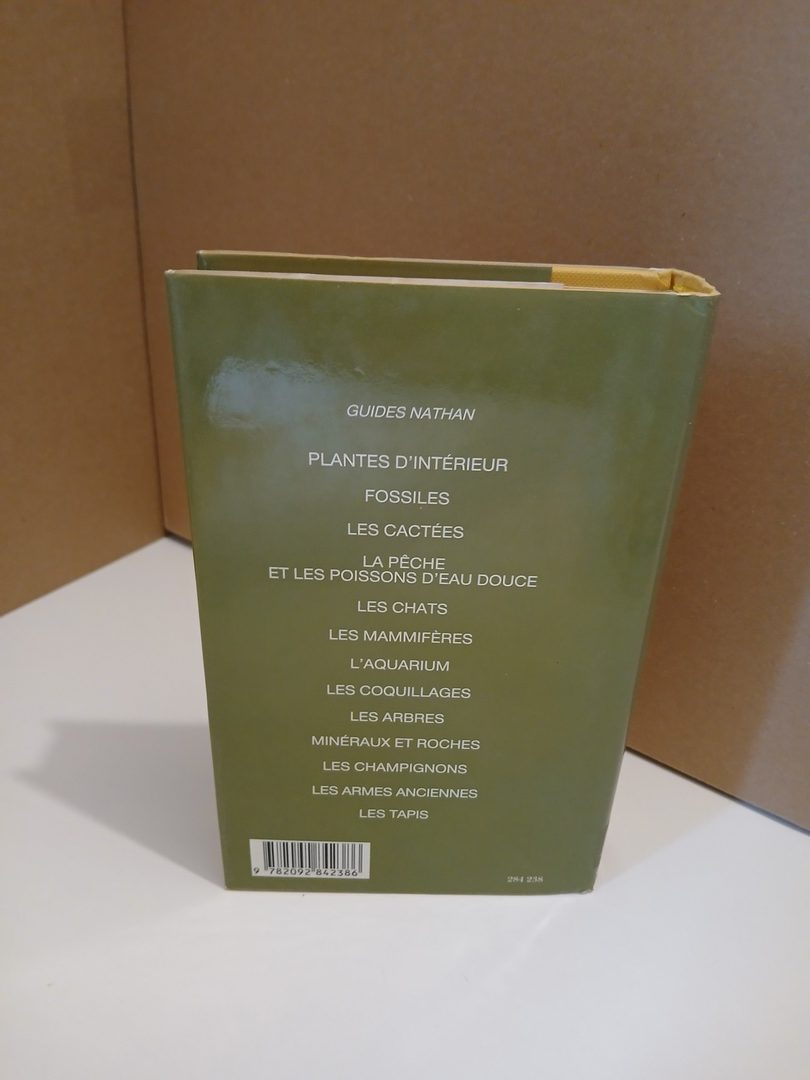 GUIDES NATHAN
PLANTES D'INTÉRIEUR
FOSSILES
LES CACTÉES
LA PÊCHE
ET LES POISSONS D'EAU DOUCE
LES CHATS
LES MAMMIFÈRES
L'AQUARIUM
LES COQUILLAGES
LES ARBRES
MINÉRAUX ET ROCHES
LES CHAMPIGNONS
LES ARMES ANCIENNES
LES TAPIS
9 782092 842386
284 238